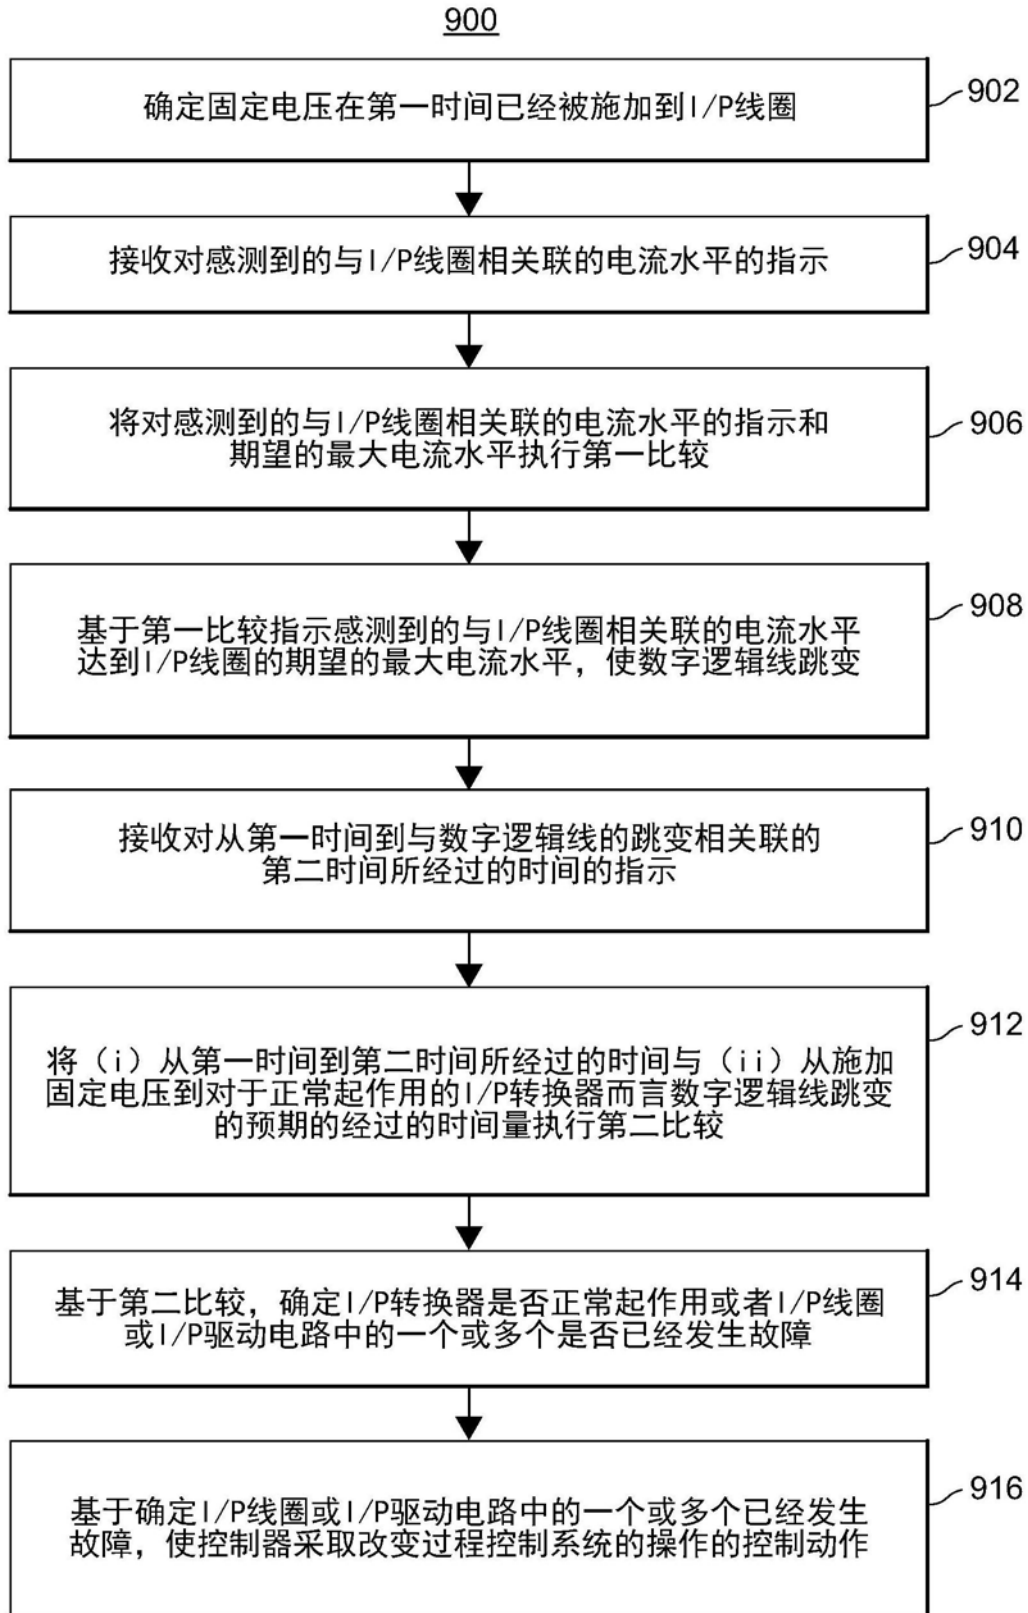 900
确定固定电压在第一时间已经被施加到I/P线圈
902
接收对感测到的与I/P线圈相关联的电流水平的指示
904
将对感测到的与I/P线圈相关联的电流水平的指示和
期望的最大电流水平执行第一比较
906
基于第一比较指示感测到的与I/P线圈相关联的电流水平
达到I/P线圈的期望的最大电流水平，使数字逻辑线跳变
908
接收对从第一时间到与数字逻辑线的跳变相关联的
第二时间所经过的时间的指示
910
将（i）从第一时间到第二时间所经过的时间与（ii）从施加
固定电压到对于正常起作用的I/P转换器而言数字逻辑线跳变
的预期的经过的时间量执行第二比较
912
基于第二比较，确定I/P转换器是否正常起作用或者I/P线圈
或I/P驱动电路中的一个或多个是否已经发生故障
914
基于确定I/P线圈或I/P驱动电路中的一个或多个已经发生
故障，使控制器采取改变过程控制系统的操作的控制动作
916